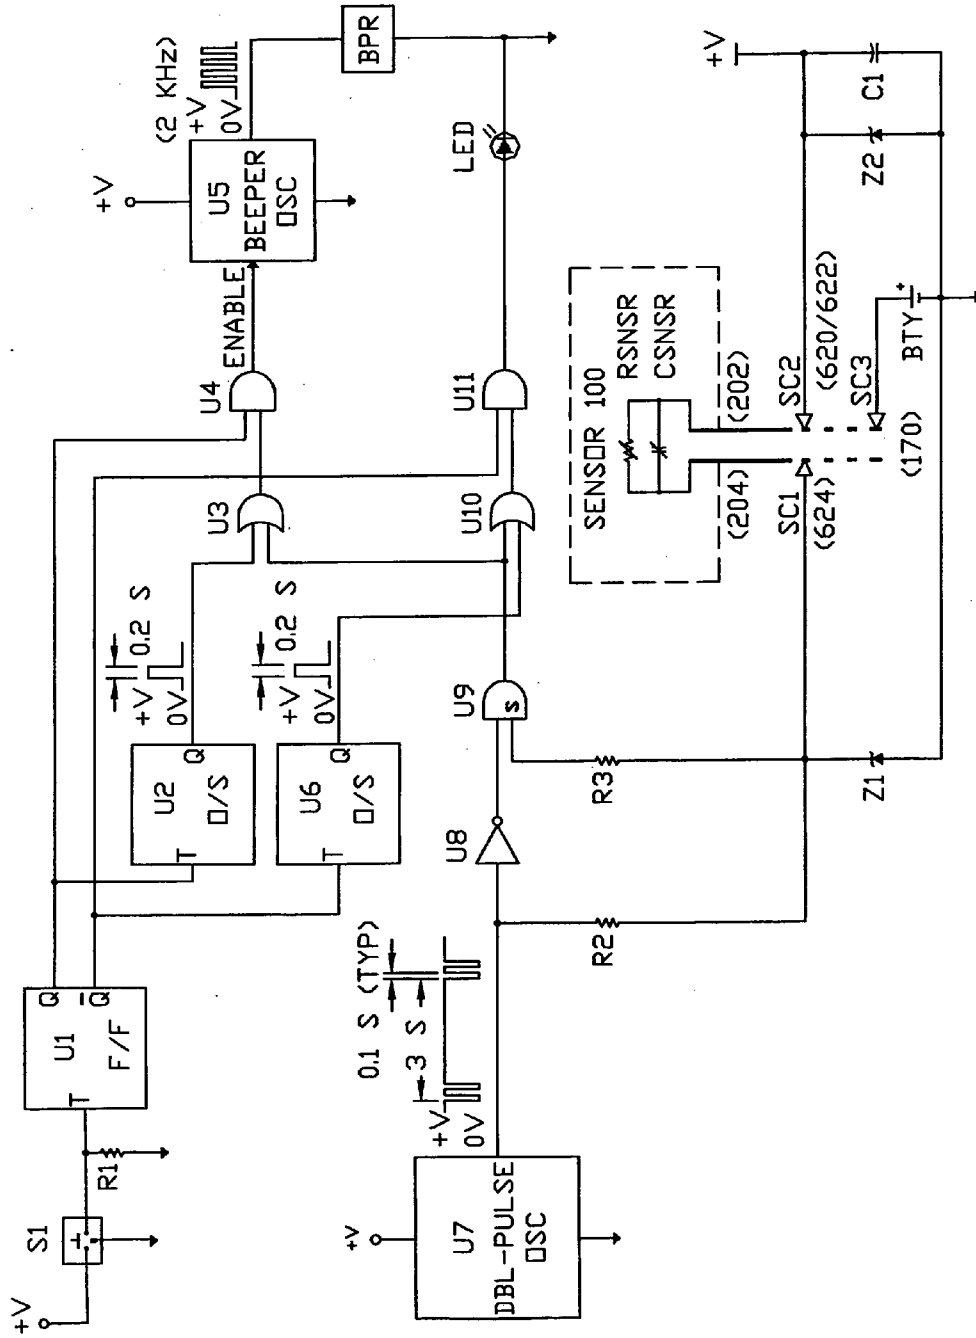 +V
S1
R1
T
U1
F/F
Q
Q
T
U2
O/S
Q
+V
0V
0.2 S
T
U6
O/S
Q
+V
0V
0.2 S
U3
U4
ENABLE
+V
U5
BEEPER
OSC
(2 KHz)
+V
0V
BPR
+V
U7
DBL-PULSE
OSC
+V
0V
3 S
0.1 S (TYP)
U8
R2
R3
U9
S
U10
U11
LED
SENSOR 100
RSNSR
CSNSR
(204)
(202)
SC1
(624)
SC2
(620/622)
SC3
(170)
BTY
+
Z1
Z2
C1
+V